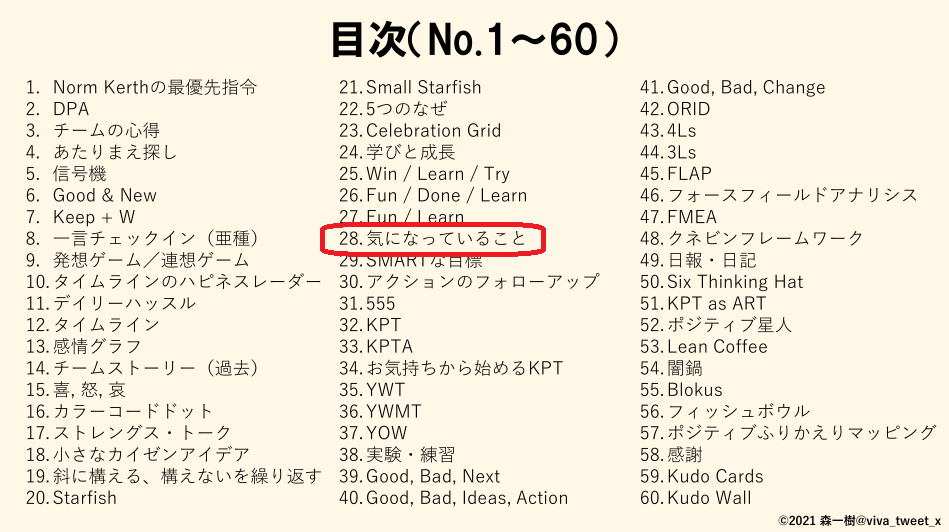 目次（No.1～60）
1. Norm Kerthの最優先指令
2. DPA
3. チームの心得
4. あたりまえ探し
5. 信号機
6. Good & New
7. Keep + W
8. 一言チェックイン（亜種）
9. 発想ゲーム／連想ゲーム
10. タイムラインのハピネスレーダー
11. デイリーハッスル
12. タイムライン
13. 感情グラフ
14. チームストーリー（過去）
15. 喜, 怒, 哀
16. カラーコードドット
17. ストレングス・トーク
18. 小さなカイゼンアイデア
19. 斜に構える、構えないを繰り返す
20. Starfish
21. Small Starfish
22. 5つのなぜ
23. Celebration Grid
24. 学びと成長
25. Win / Learn / Try
26. Fun / Done / Learn
27. Fun / Learn
28. 気になっていること
29. SMARTな目標
30. アクションのフォローアップ
31. 555
32. KPT
33. KPTA
34. お気持ちから始めるKPT
35. YWT
36. YWMT
37. YOW
38. 実験・練習
39. Good, Bad, Next
40. Good, Bad, Ideas, Action
41. Good, Bad, Change
42. ORID
43. 4Ls
44. 3Ls
45. FLAP
46. フォースフィールドアナリシス
47. FMEA
48. クネビンフレームワーク
49. 日報・日記
50. Six Thinking Hat
51. KPT as ART
52. ポジティブ星人
53. Lean Coffee
54. 闇鍋
55. Blokus
56. フィッシュボウル
57. ポジティブふりかえりマッピング
58. 感謝
59. Kudo Cards
60. Kudo Wall
©2021 森一樹@viva_tweet_x